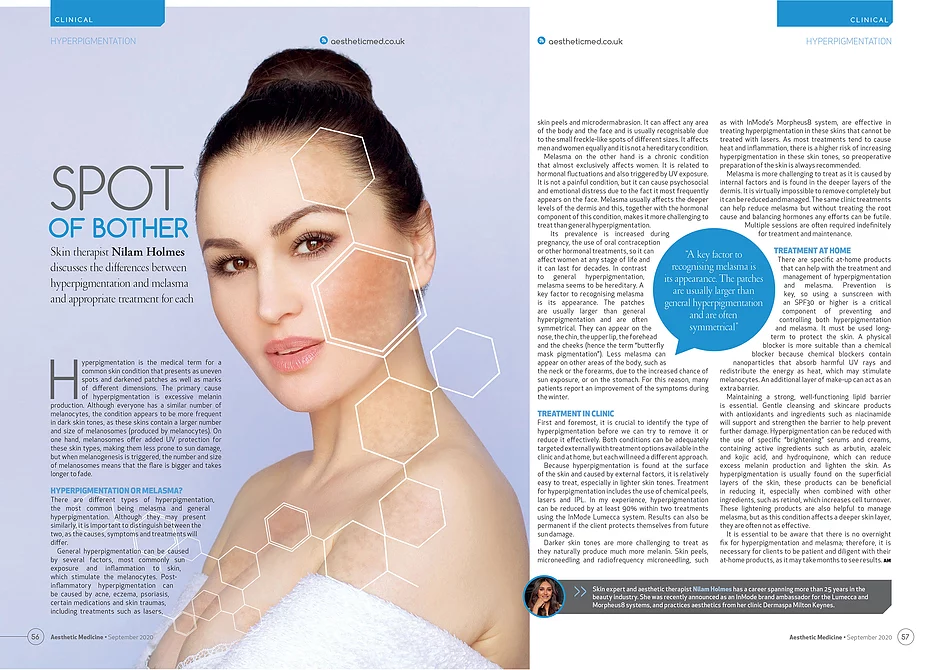 CLINICAL
HYPERPIGMENTATION
aestheticmed.co.uk
SPOT
OF BOTHER
Skin therapist Nilam Holmes
discusses the differences between
hyperpigmentation and melasma
and appropriate treatment for each
Hyperpigmentation is the medical term for a
common skin condition that presents as uneven
spots and darkened patches as well as marks
of different dimensions. The primary cause
of hyperpigmentation is excessive melanin
production. Although everyone has a similar number of
melanocytes, the condition appears to be more frequent
in dark skin tones, as these skins contain a larger number
and size of melanosomes (produced by melanocytes). On
one hand, melanosomes offer added UV protection for
these skin types, making them less prone to sun damage,
but when melanogenesis is triggered, the number and size
of melanosomes means that the flare is bigger and takes
longer to fade.
HYPERPIGMENTATION OR MELASMA?
There are different types of hyperpigmentation,
the most common being melasma and general
hyperpigmentation. Although they may present
similarly, it is important to distinguish between the
two, as the causes, symptoms and treatments will
differ.
General hyperpigmentation can be caused
by several factors, most commonly sun
exposure and inflammation to skin,
which stimulate the melanocytes. Post-
inflammatory hyperpigmentation can
be caused by acne, eczema, psoriasis,
certain medications and skin traumas,
including treatments such as lasers,
56
Aesthetic Medicine • September 2020
aestheticmed.co.uk
CLINICAL
HYPERPIGMENTATION
skin peels and microdermabrasion. It can affect any area
of the body and the face and is usually recognisable due
to the small freckle-like spots of different sizes. It affects
men and women equally and it is not a hereditary condition.
Melasma on the other hand is a chronic condition
that almost exclusively affects women. It is related to
hormonal fluctuations and also triggered by UV exposure.
It is not a painful condition, but it can cause psychosocial
and emotional distress due to the fact it most frequently
appears on the face. Melasma usually affects the deeper
levels of the dermis and this, together with the hormonal
component of this condition, makes it more challenging to
treat than general hyperpigmentation.
Its prevalence is increased during
pregnancy, the use of oral contraception
or other hormonal treatments, so it can
affect women at any stage of life and
it can last for decades. In contrast
to general hyperpigmentation,
melasma seems to be hereditary. A
key factor to recognising melasma
is its appearance. The patches
are usually larger than general
hyperpigmentation and are often
symmetrical. They can appear on the
nose, the chin, the upper lip, the forehead
and the cheeks (hence the term "butterfly
mask pigmentation"). Less melasma can
appear on other areas of the body, such as
the neck or the forearms, due to the increased chance of
sun exposure, or on the stomach. For this reason, many
patients report an improvement of the symptoms during
the winter.
TREATMENT IN CLINIC
First and foremost, it is crucial to identify the type of
hyperpigmentation before we can try to remove it or
reduce it effectively. Both conditions can be adequately
targeted externally with treatment options available in the
clinic and at home, but each will need a different approach.
Because hyperpigmentation is found at the surface
of the skin and caused by external factors, it is relatively
easy to treat, especially in lighter skin tones. Treatment
for hyperpigmentation includes the use of chemical peels,
lasers and IPL. In my experience, hyperpigmentation
can be reduced by at least 90% within two treatments
using the InMode Lumecca system. Results can also be
permanent if the client protects themselves from future
sun damage.
Darker skin tones are more challenging to treat as
they naturally produce much more melanin. Skin peels,
microneedling and radiofrequency microneedling, such
as with InMode's Morpheus8 system, are effective in
treating hyperpigmentation in these skins that cannot be
treated with lasers. As most treatments tend to cause
heat and inflammation, there is a higher risk of increasing
hyperpigmentation in these skin tones, so preoperative
preparation of the skin is always recommended.
Melasma is more challenging to treat as it is caused by
internal factors and is found in the deeper layers of the
dermis. It is virtually impossible to remove completely but
it can be reduced and managed. The same clinic treatments
can help reduce melasma but without treating the root
cause and balancing hormones any efforts can be futile.
Multiple sessions are often required indefinitely
for treatment and maintenance.
"A key factor to
recognising melasma is
its appearance. The patches
are usually larger than
general hyperpigmentation
and are often
symmetrical"
TREATMENT AT HOME
There are specific at-home products
that can help with the treatment and
management of hyperpigmentation
and melasma. Prevention is
key, so using a sunscreen with
an SPF30 or higher is a critical
component of preventing and
controlling both hyperpigmentation
and melasma. It must be used long-
term to protect the skin. A physical
blocker is more suitable than a chemical
blocker because chemical blockers contain
nanoparticles that absorb harmful UV rays and
redistribute the energy as heat, which may stimulate
melanocytes. An additional layer of make-up can act as an
extra barrier.
Maintaining a strong, well-functioning lipid barrier
is essential. Gentle cleansing and skincare products
with antioxidants and ingredients such as niacinamide
will support and strengthen the barrier to help prevent
further damage. Hyperpigmentation can be reduced with
the use of specific "brightening" serums and creams,
containing active ingredients such as arbutin, azelaic
and kojic acid, and hydroquinone, which can reduce
excess melanin production and lighten the skin. As
hyperpigmentation is usually found on the superficial
layers of the skin, these products can be beneficial
in reducing it, especially when combined with other
ingredients, such as retinol, which increases cell turnover.
These lightening products are also helpful to manage
melasma, but as this condition affects a deeper skin layer,
they are often not as effective.
It is essential to be aware that there is no overnight
fix for hyperpigmentation and melasma; therefore, it is
necessary for clients to be patient and diligent with their
at-home products, as it may take months to see results. AM
Skin expert and aesthetic therapist Nilam Holmes has a career spanning more than 25 years in the
beauty industry. She was recently announced as an InMode brand ambassador for the Lumecca and
Morpheus8 systems, and practices aesthetics from her clinic Dermaspa Milton Keynes.
Aesthetic Medicine • September 2020
57